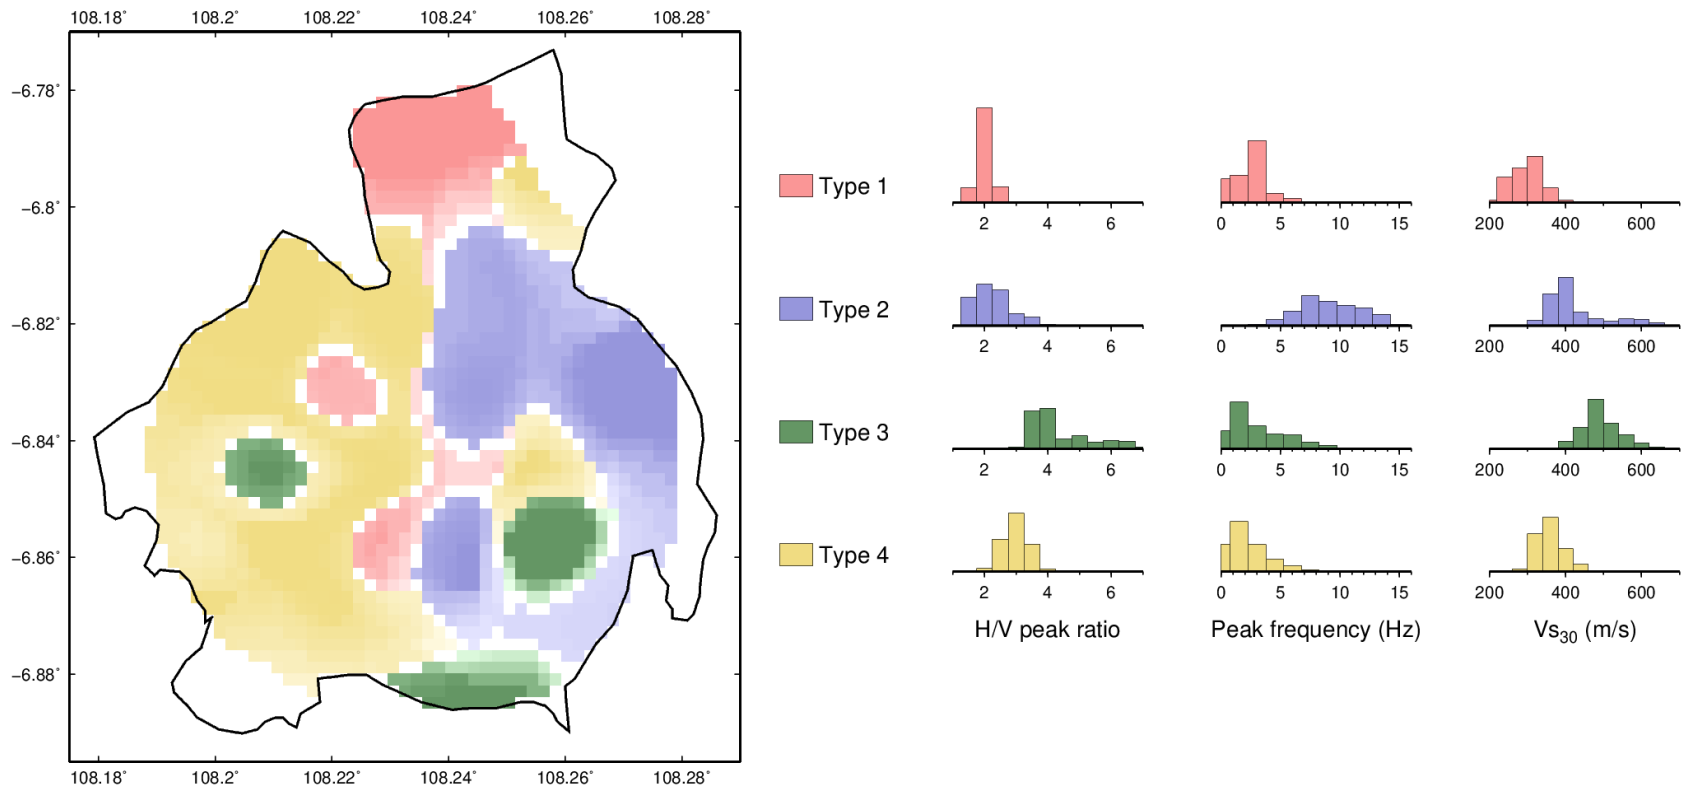 108.18° 108.2° 108.22° 108.24° 108.26° 108.28°
−6.78°
−6.8°
−6.82°
−6.84°
−6.86°
−6.88°
108.18° 108.2° 108.22° 108.24° 108.26° 108.28°
Type 1
2 4 6 0 5 10 15 200 400 600
Type 2
2 4 6 0 5 10 15 200 400 600
Type 3
2 4 6 0 5 10 15 200 400 600
Type 4
2 4 6 0 5 10 15 200 400 600
H/V peak ratio Peak frequency (Hz) Vs30 (m/s)